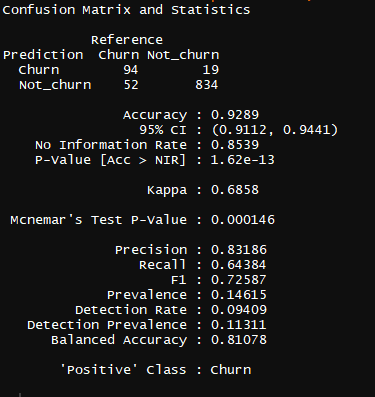 Confusion Matrix and Statistics
Reference
Prediction Churn Not_churn
Churn 94 19
Not_churn 52 834
Accuracy : 0.9289
95% CI : (0.9112, 0.9441)
No Information Rate : 0.8539
P-Value [Acc > NIR] : 1.62e-13
Kappa : 0.6858
Mcnemar's Test P-Value : 0.000146
Precision : 0.83186
Recall : 0.64384
F1 : 0.72587
Prevalence : 0.14615
Detection Rate : 0.09409
Detection Prevalence : 0.11311
Balanced Accuracy : 0.81078
'Positive' Class : Churn